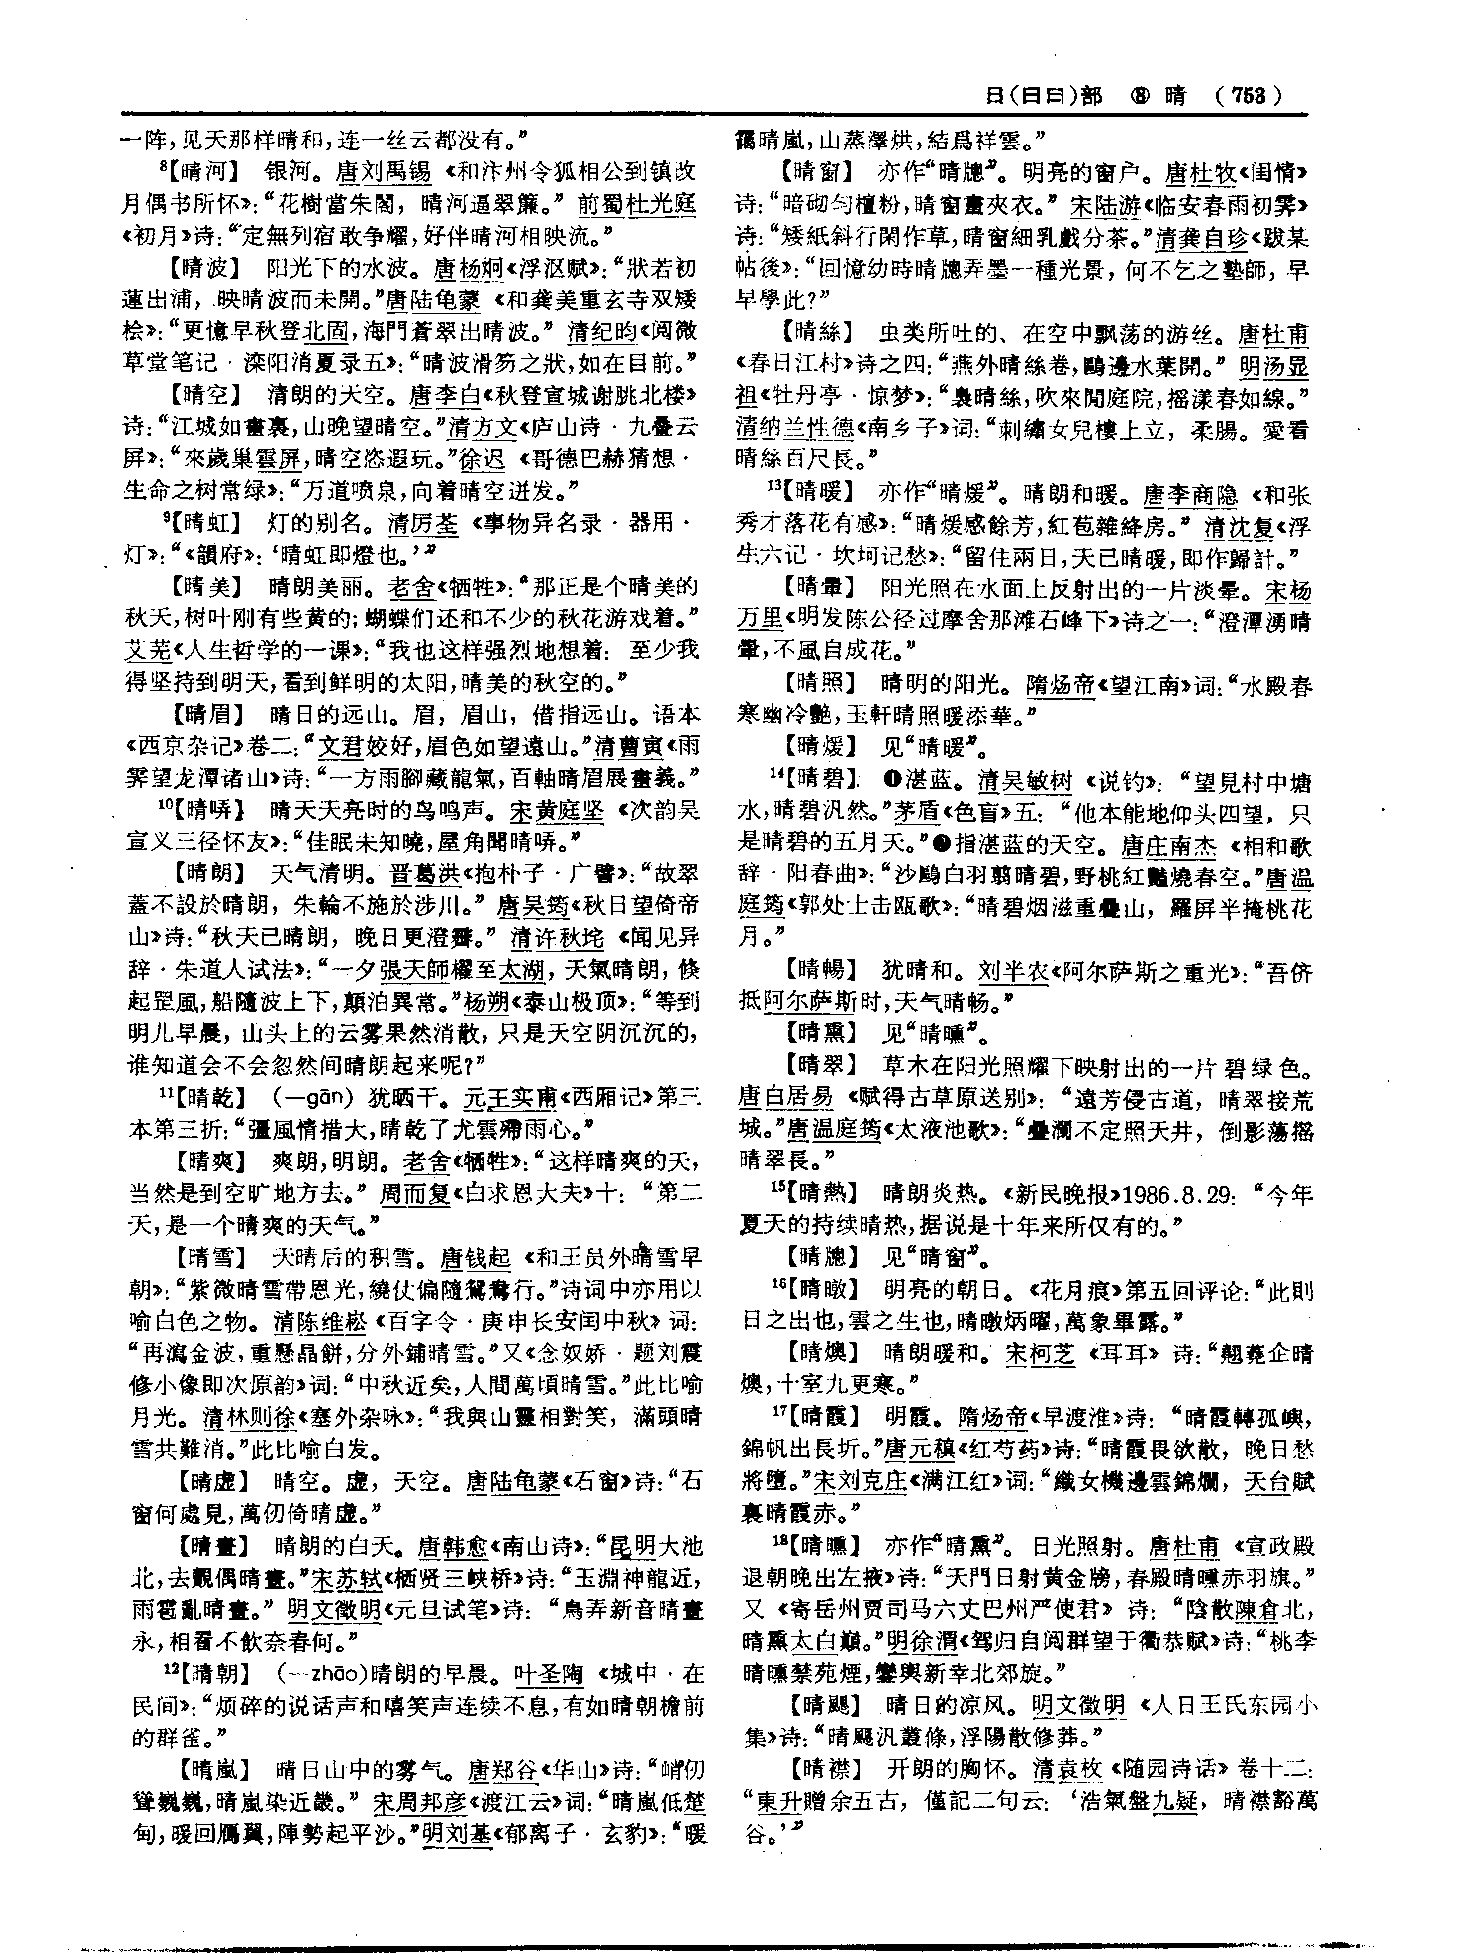 日(日曰)部 ⑧ 晴 (753)
一阵,见天那样晴和,连一丝云都没有。”
⁸【晴河】 银河。唐刘禹锡《和汴州令狐相公到镇改
月偶书所怀》:“花樹當朱閣，晴河逼翠簾。”前蜀杜光庭
《初月》诗:“定無列宿敢争耀,好伴晴河相映流。”
【晴波】 阳光下的水波。唐杨炯《浮沤赋》:“狀若初
蓮出浦，映晴波而未開。”唐陆龟蒙《和龚美重玄寺双矮
桧》:“更憶早秋登北固,海門蒼翠出晴波。”清纪昀《阅微
草堂笔记·滦阳消夏录五》:“晴波滑笏之狀,如在目前。”
【晴空】 清朗的天空。唐李白《秋登宣城谢朓北楼》
诗:“江城如畫裏,山晚望晴空。”清方文《庐山诗·九叠云
屏》:“來歲巢雲屏,晴空恣遐玩。”徐迟《哥德巴赫猜想·
生命之树常绿》:“万道喷泉,向着晴空迸发。”
⁹【晴虹】 灯的别名。清厉荃《事物异名录·器用·
灯》:“《韻府》:‘晴虹即燈也。’”
【晴美】 晴朗美丽。老舍《牺牲》:“那正是个晴美的
秋天,树叶刚有些黄的;蝴蝶们还和不少的秋花游戏着。”
艾芜《人生哲学的一课》:“我也这样强烈地想着：至少我
得坚持到明天,看到鲜明的太阳,晴美的秋空的。”
【晴眉】 晴日的远山。眉，眉山，借指远山。语本
《西京杂记》卷二:“文君姣好,眉色如望遠山。”清曹寅《雨
霁望龙潭诸山》诗:“一方雨腳藏龍氣,百軸晴眉展畫義。”
¹⁰【晴哢】 晴天天亮时的鸟鸣声。宋黄庭坚《次韵吴
宣义三径怀友》:“佳眠未知曉,屋角聞晴哢。”
【晴朗】 天气清明。晋葛洪《抱朴子·广譬》:“故翠
蓋不設於晴朗，朱輪不施於涉川。”唐吴筠《秋日望倚帝
山》诗:“秋天已晴朗，晚日更澄霽。”清许秋垞《闻见异
辞·朱道人试法》:“一夕張天師櫂至太湖，天氣晴朗，倏
起罡風,船隨波上下,顛泊異常。”杨朔《泰山极顶》:“等到
明儿早晨，山头上的云雾果然消散，只是天空阴沉沉的,
谁知道会不会忽然间晴朗起来呢?”
¹¹【晴乾】 (—gān) 犹晒干。元王实甫《西厢记》第三
本第三折:“彊風情措大,晴乾了尤雲殢雨心。”
【晴爽】 爽朗,明朗。老舍《牺牲》:“这样晴爽的天,
当然是到空旷地方去。”周而复《白求恩大夫》十：“第二
天,是一个晴爽的天气。”
【晴雪】 天晴后的积雪。唐钱起《和王员外晴雪早
朝》:“紫微晴雪帶恩光,繞仗偏隨鴛鷺行。”诗词中亦用以
喻白色之物。清陈维崧《百字令·庚申长安闰中秋》词:
“再瀉金波,重懸晶餅,分外鋪晴雪。”又《念奴娇·题刘震
修小像即次原韵》词:“中秋近矣,人間萬頃晴雪。”此比喻
月光。清林则徐《塞外杂咏》:“我與山靈相對笑，滿頭晴
雪共難消。”此比喻白发。
【晴虚】 晴空。虚，天空。唐陆龟蒙《石窗》诗:“石
窗何處見,萬仞倚晴虚。”
【晴晝】 晴朗的白天。唐韩愈《南山诗》:“昆明大池
北,去覿偶晴晝。”宋苏轼《栖贤三峡桥》诗:“玉淵神龍近,
雨雹亂晴晝。”明文徵明《元旦试笔》诗：“鳥弄新音晴晝
永,相看不飲奈春何。”
¹²【晴朝】 (—zhāo)晴朗的早晨。叶圣陶《城中·在
民间》:“烦碎的说话声和嘻笑声连续不息,有如晴朝檐前
的群雀。”
【晴嵐】 晴日山中的雾气。唐郑谷《华山》诗:“峭仞
聳巍巍,晴嵐染近畿。”宋周邦彦《渡江云》词:“晴嵐低楚
甸,暖回鴈翼,陣勢起平沙。”明刘基《郁离子·玄豹》:“暖
靄晴嵐,山蒸澤烘,結爲祥雲。”
【晴窗】 亦作“晴牕”。明亮的窗户。唐杜牧《闺情》
诗:“暗砌匀檀粉,晴窗畫夾衣。”宋陆游《临安春雨初霁》
诗:“矮紙斜行閑作草,晴窗細乳戲分茶。”清龚自珍《跋某
帖後》:“回憶幼時晴牕弄墨一種光景，何不乞之塾師，早
早學此?”
【晴絲】 虫类所吐的、在空中飘荡的游丝。唐杜甫
《春日江村》诗之四:“燕外晴絲卷,鷗邊水葉開。”明汤显
祖《牡丹亭·惊梦》:“裊晴絲,吹來閒庭院,摇漾春如線。”
清纳兰性德《南乡子》词:“刺繡女兒樓上立，柔腸。愛看
晴絲百尺長。”
¹³【晴暖】 亦作“晴煖”。晴朗和暖。唐李商隐《和张
秀才落花有感》:“晴煖感餘芳,紅苞雜絳房。”清沈复《浮
生六记·坎坷记愁》:“留住兩日,天已晴暖,即作歸計。”
【晴暈】 阳光照在水面上反射出的一片淡晕。宋杨
万里《明发陈公径过摩舍那滩石峰下》诗之一:“澄潭湧晴
暈,不風自成花。”
【晴照】 晴明的阳光。隋炀帝《望江南》词:“水殿春
寒幽冷艷,玉軒晴照暖添華。”
【晴煖】 见“晴暖”。
¹⁴【晴碧】 ❶湛蓝。清吴敏树《说钓》：“望見村中塘
水,晴碧汎然。”茅盾《色盲》五：“他本能地仰头四望，只
是晴碧的五月天。”❷指湛蓝的天空。唐庄南杰《相和歌
辞·阳春曲》:“沙鷗白羽翦晴碧,野桃紅豔燒春空。”唐温
庭筠《郭处士击瓯歌》:“晴碧烟滋重疊山，羅屏半掩桃花
月。”
【晴暢】 犹晴和。刘半农《阿尔萨斯之重光》:“吾侪
抵阿尔萨斯时,天气晴畅。”
【晴熏】 见“晴曛”。
【晴翠】 草木在阳光照耀下映射出的一片碧绿色。
唐白居易《赋得古草原送别》：“遠芳侵古道，晴翠接荒
城。”唐温庭筠《太液池歌》:“疊瀾不定照天井，倒影蕩搖
晴翠長。”
¹⁵【晴熱】 晴朗炎热。《新民晚报》1986.8.29：“今年
夏天的持续晴热,据说是十年来所仅有的。”
【晴牕】 见“晴窗”。
¹⁶【晴暾】 明亮的朝日。《花月痕》第五回评论:“此則
日之出也,雲之生也,晴暾炳曜,萬象畢露。”
【晴燠】 晴朗暖和。宋柯芝《耳耳》诗:“翹蕘企晴
燠,十室九更寒。”
¹⁷【晴霞】 明霞。隋炀帝《早渡淮》诗：“晴霞轉孤嶼,
錦帆出長圻。”唐元稹《红芍药》诗:“晴霞畏欲散，晚日愁
將墮。”宋刘克庄《满江红》词:“織女機邊雲錦爛，天台賦
裏晴霞赤。”
¹⁸【晴曛】 亦作“晴熏”。日光照射。唐杜甫《宣政殿
退朝晚出左掖》诗:“天門日射黄金牓,春殿晴曛赤羽旗。”
又《寄岳州贾司马六丈巴州严使君》诗：“陰散陳倉北,
晴熏太白巔。”明徐渭《驾归自阅群望于衢恭赋》诗:“桃李
晴曛禁苑煙,鑾輿新幸北郊旋。”
【晴颸】 晴日的凉风。明文徵明《人日王氏东园小
集》诗:“晴颸汎叢條,浮陽散修莽。”
【晴襟】 开朗的胸怀。清袁枚《随园诗话》卷十二:
“東升贈余五古，僅記二句云：‘浩氣盤九疑，晴襟豁萬
谷。’”